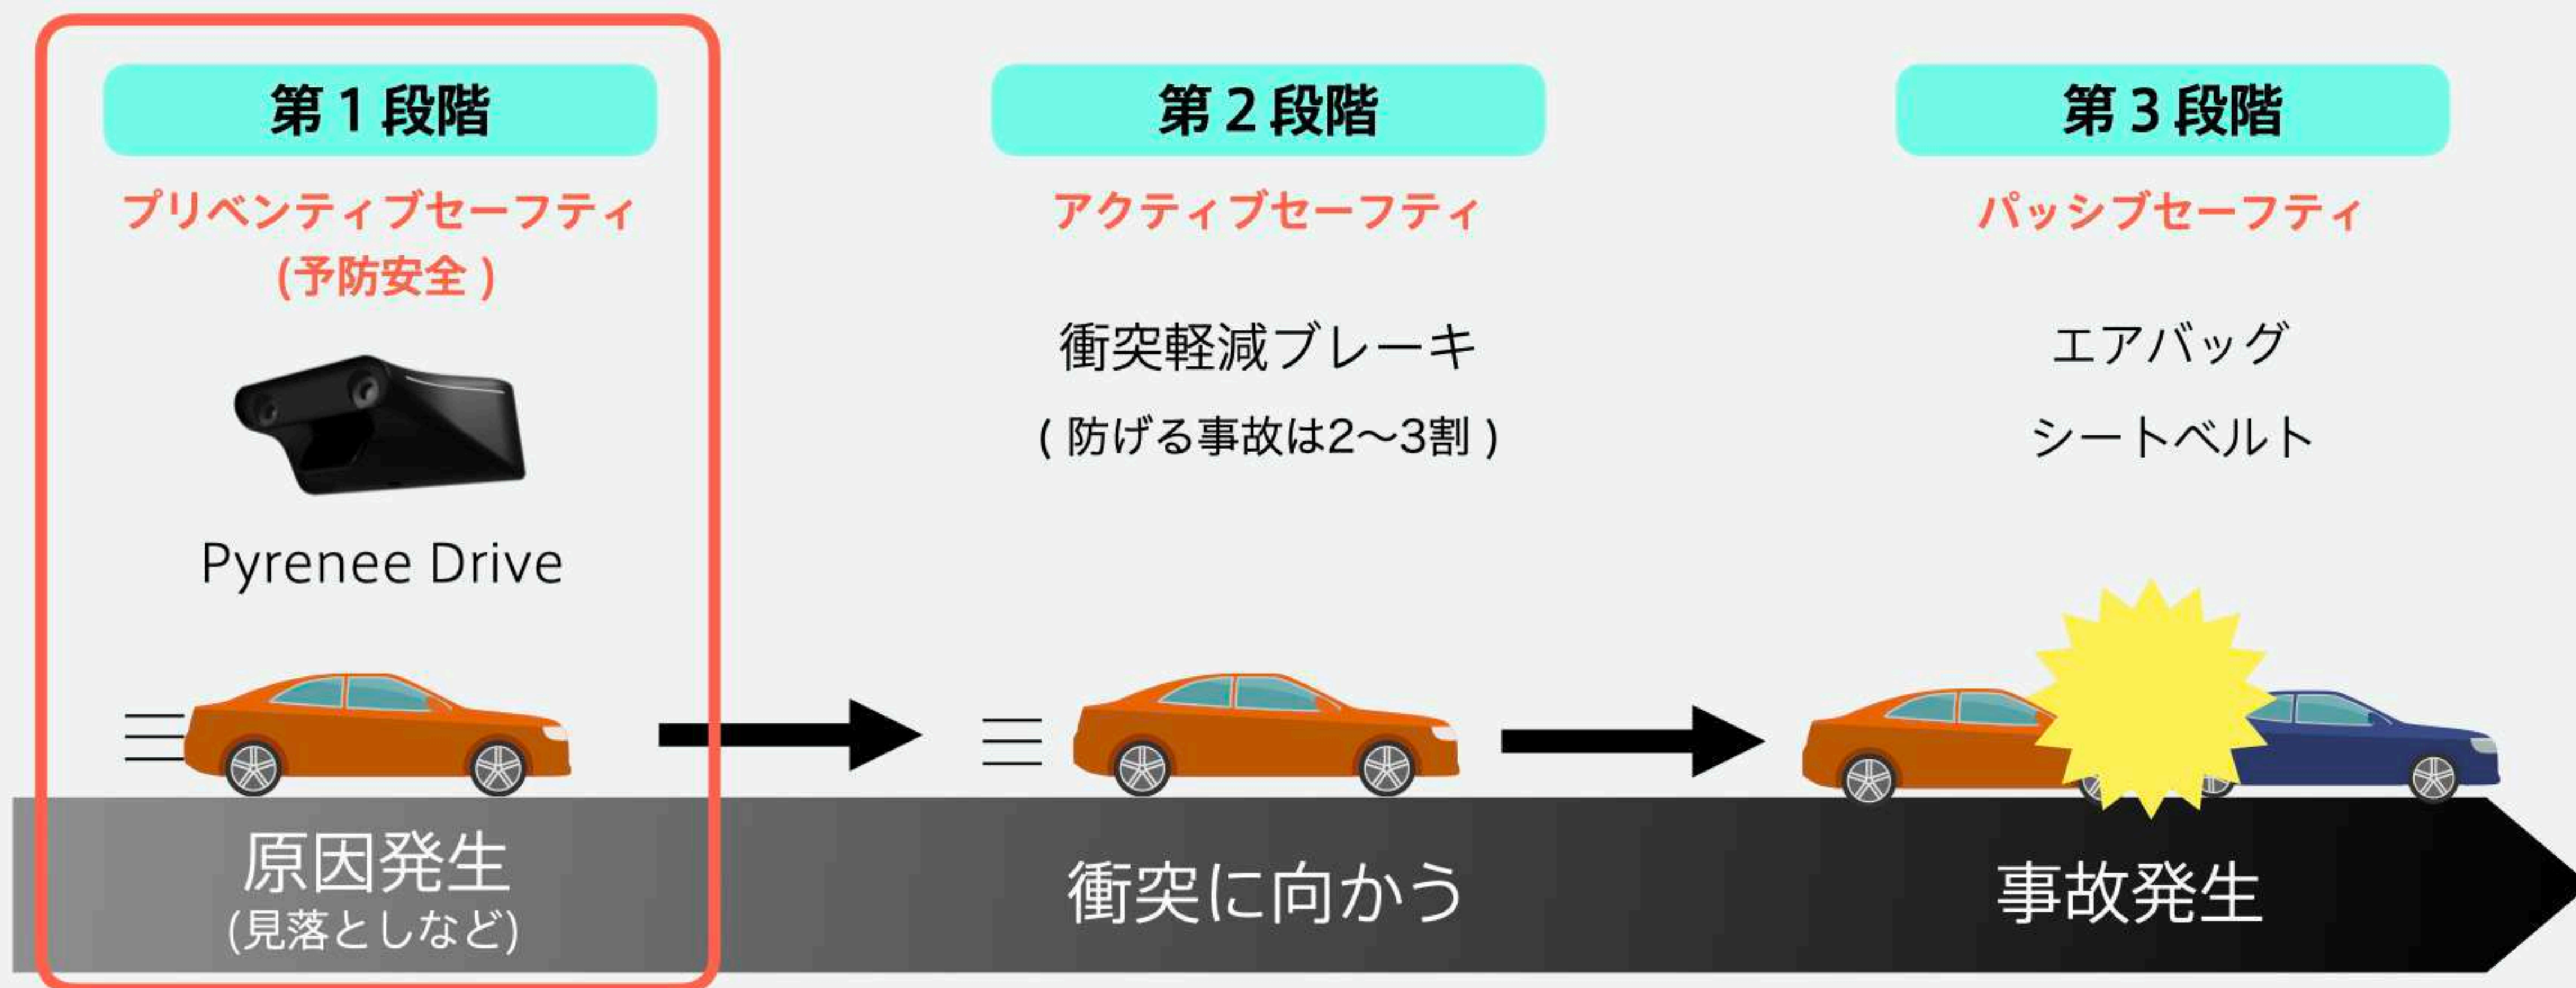 第1段階
プリベンティブセーフティ
(予防安全)
Pyrenee Drive
原因発生
(見落としなど)
第2段階
アクティブセーフティ
衝突軽減ブレーキ
(防げる事故は2〜3割)
衝突に向かう
第3段階
パッシブセーフティ
エアバッグ
シートベルト
事故発生